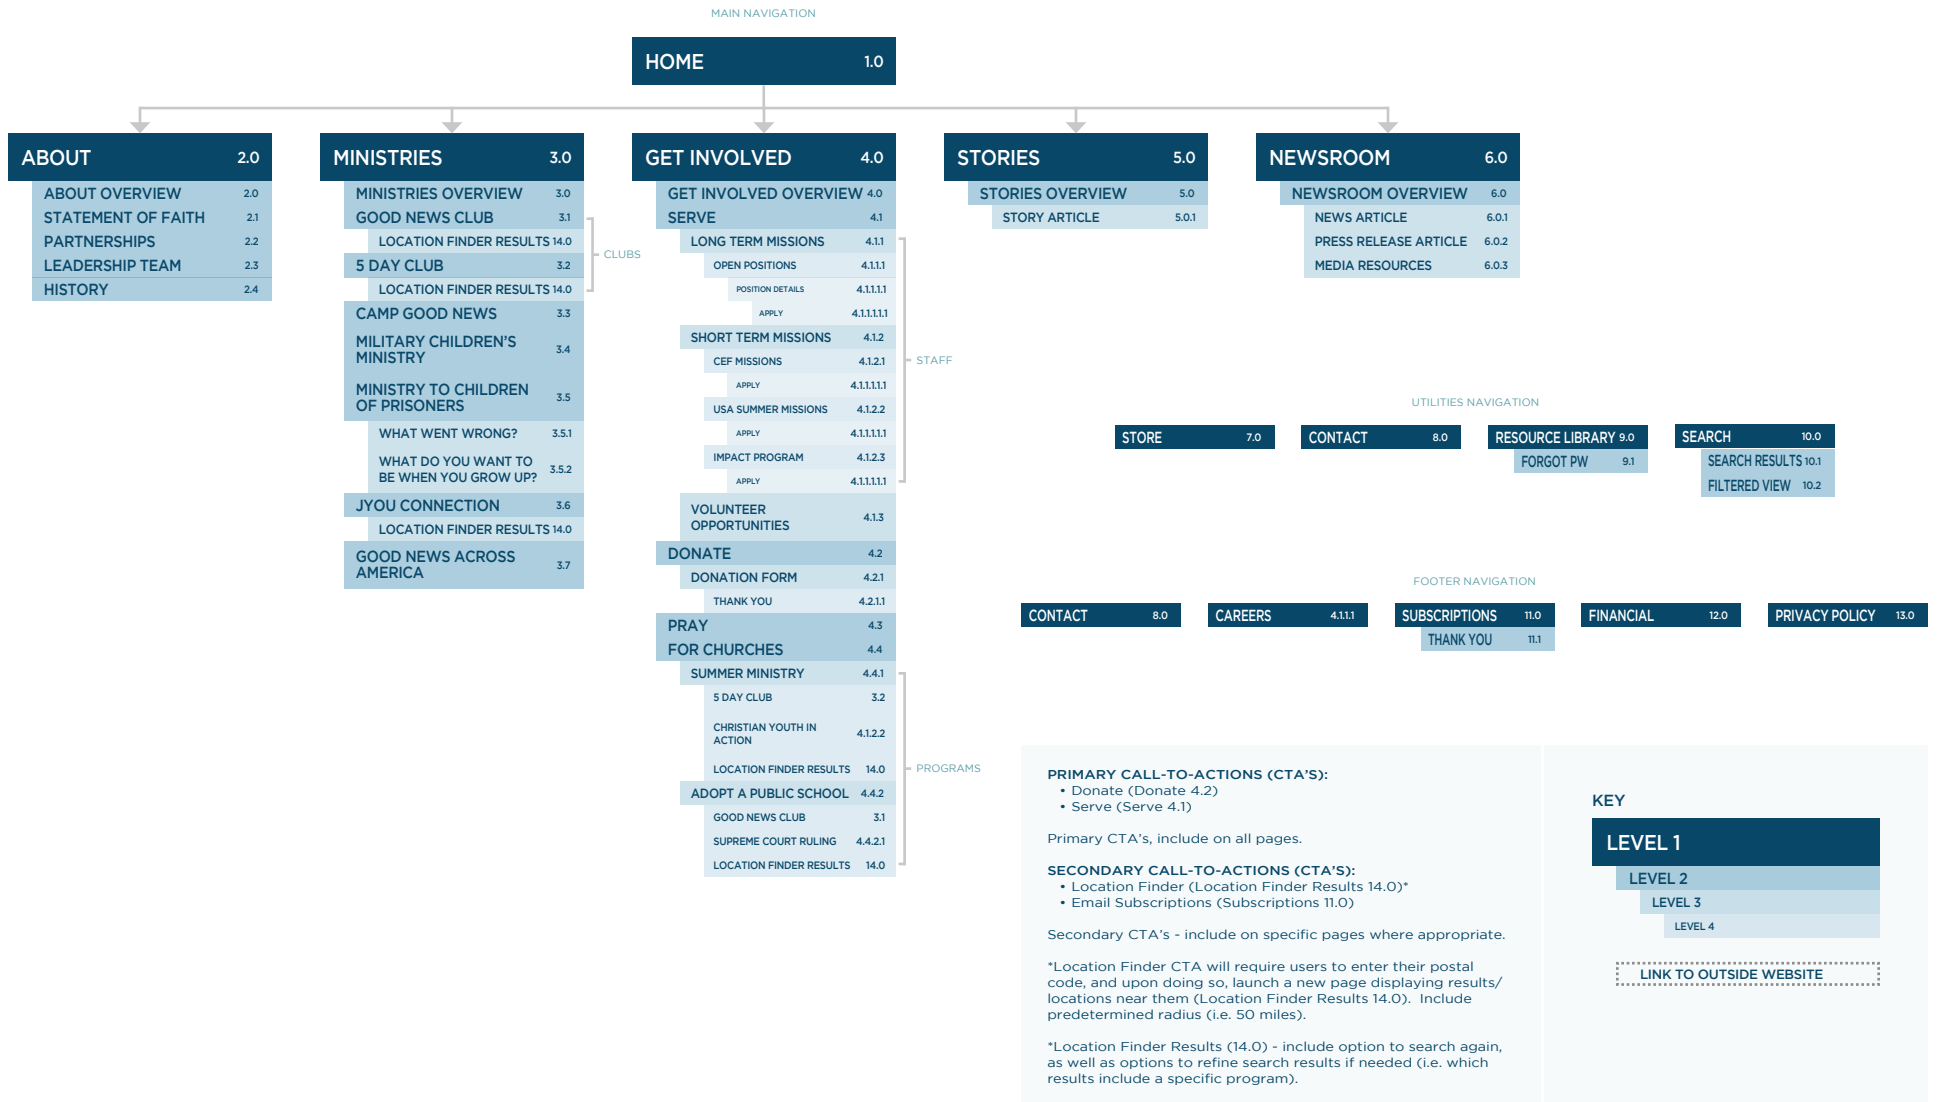 MAIN NAVIGATION
HOME 1.0
ABOUT 2.0
ABOUT OVERVIEW 2.0
STATEMENT OF FAITH 2.1
PARTNERSHIPS 2.2
LEADERSHIP TEAM 2.3
HISTORY 2.4
MINISTRIES 3.0
MINISTRIES OVERVIEW 3.0
GOOD NEWS CLUB 3.1
LOCATION FINDER RESULTS 14.0
5 DAY CLUB 3.2
LOCATION FINDER RESULTS 14.0
CLUBS
CAMP GOOD NEWS 3.3
MILITARY CHILDREN'S
MINISTRY 3.4
MINISTRY TO CHILDREN
OF PRISONERS 3.5
WHAT WENT WRONG? 3.5.1
WHAT DO YOU WANT TO
BE WHEN YOU GROW UP? 3.5.2
JYOU CONNECTION 3.6
LOCATION FINDER RESULTS 14.0
GOOD NEWS ACROSS
AMERICA 3.7
GET INVOLVED 4.0
GET INVOLVED OVERVIEW 4.0
SERVE 4.1
LONG TERM MISSIONS 4.1.1
OPEN POSITIONS 4.1.1.1
POSITION DETAILS 4.1.1.1.1
APPLY 4.1.1.1.1.1
SHORT TERM MISSIONS 4.1.2
CEF MISSIONS 4.1.2.1
APPLY 4.1.1.1.1.1
USA SUMMER MISSIONS 4.1.2.2
APPLY 4.1.1.1.1.1
IMPACT PROGRAM 4.1.2.3
APPLY 4.1.1.1.1.1
STAFF
VOLUNTEER
OPPORTUNITIES 4.1.3
DONATE 4.2
DONATION FORM 4.2.1
THANK YOU 4.2.1.1
PRAY 4.3
FOR CHURCHES 4.4
SUMMER MINISTRY 4.4.1
5 DAY CLUB 3.2
CHRISTIAN YOUTH IN
ACTION 4.1.2.2
LOCATION FINDER RESULTS 14.0
ADOPT A PUBLIC SCHOOL 4.4.2
GOOD NEWS CLUB 3.1
SUPREME COURT RULING 4.4.2.1
LOCATION FINDER RESULTS 14.0
PROGRAMS
STORIES 5.0
STORIES OVERVIEW 5.0
STORY ARTICLE 5.0.1
NEWSROOM 6.0
NEWSROOM OVERVIEW 6.0
NEWS ARTICLE 6.0.1
PRESS RELEASE ARTICLE 6.0.2
MEDIA RESOURCES 6.0.3
UTILITIES NAVIGATION
STORE 7.0
CONTACT 8.0
RESOURCE LIBRARY 9.0
FORGOT PW 9.1
SEARCH 10.0
SEARCH RESULTS 10.1
FILTERED VIEW 10.2
FOOTER NAVIGATION
CONTACT 8.0
CAREERS 4.1.1.1
SUBSCRIPTIONS 11.0
THANK YOU 11.1
FINANCIAL 12.0
PRIVACY POLICY 13.0
PRIMARY CALL-TO-ACTIONS (CTA'S):
• Donate (Donate 4.2)
• Serve (Serve 4.1)
Primary CTA's, include on all pages.
SECONDARY CALL-TO-ACTIONS (CTA'S):
• Location Finder (Location Finder Results 14.0)*
• Email Subscriptions (Subscriptions 11.0)
Secondary CTA's - include on specific pages where appropriate.
*Location Finder CTA will require users to enter their postal
code, and upon doing so, launch a new page displaying results/
locations near them (Location Finder Results 14.0). Include
predetermined radius (i.e. 50 miles).
*Location Finder Results (14.0) - include option to search again,
as well as options to refine search results if needed (i.e. which
results include a specific program).
KEY
LEVEL 1
LEVEL 2
LEVEL 3
LEVEL 4
LINK TO OUTSIDE WEBSITE